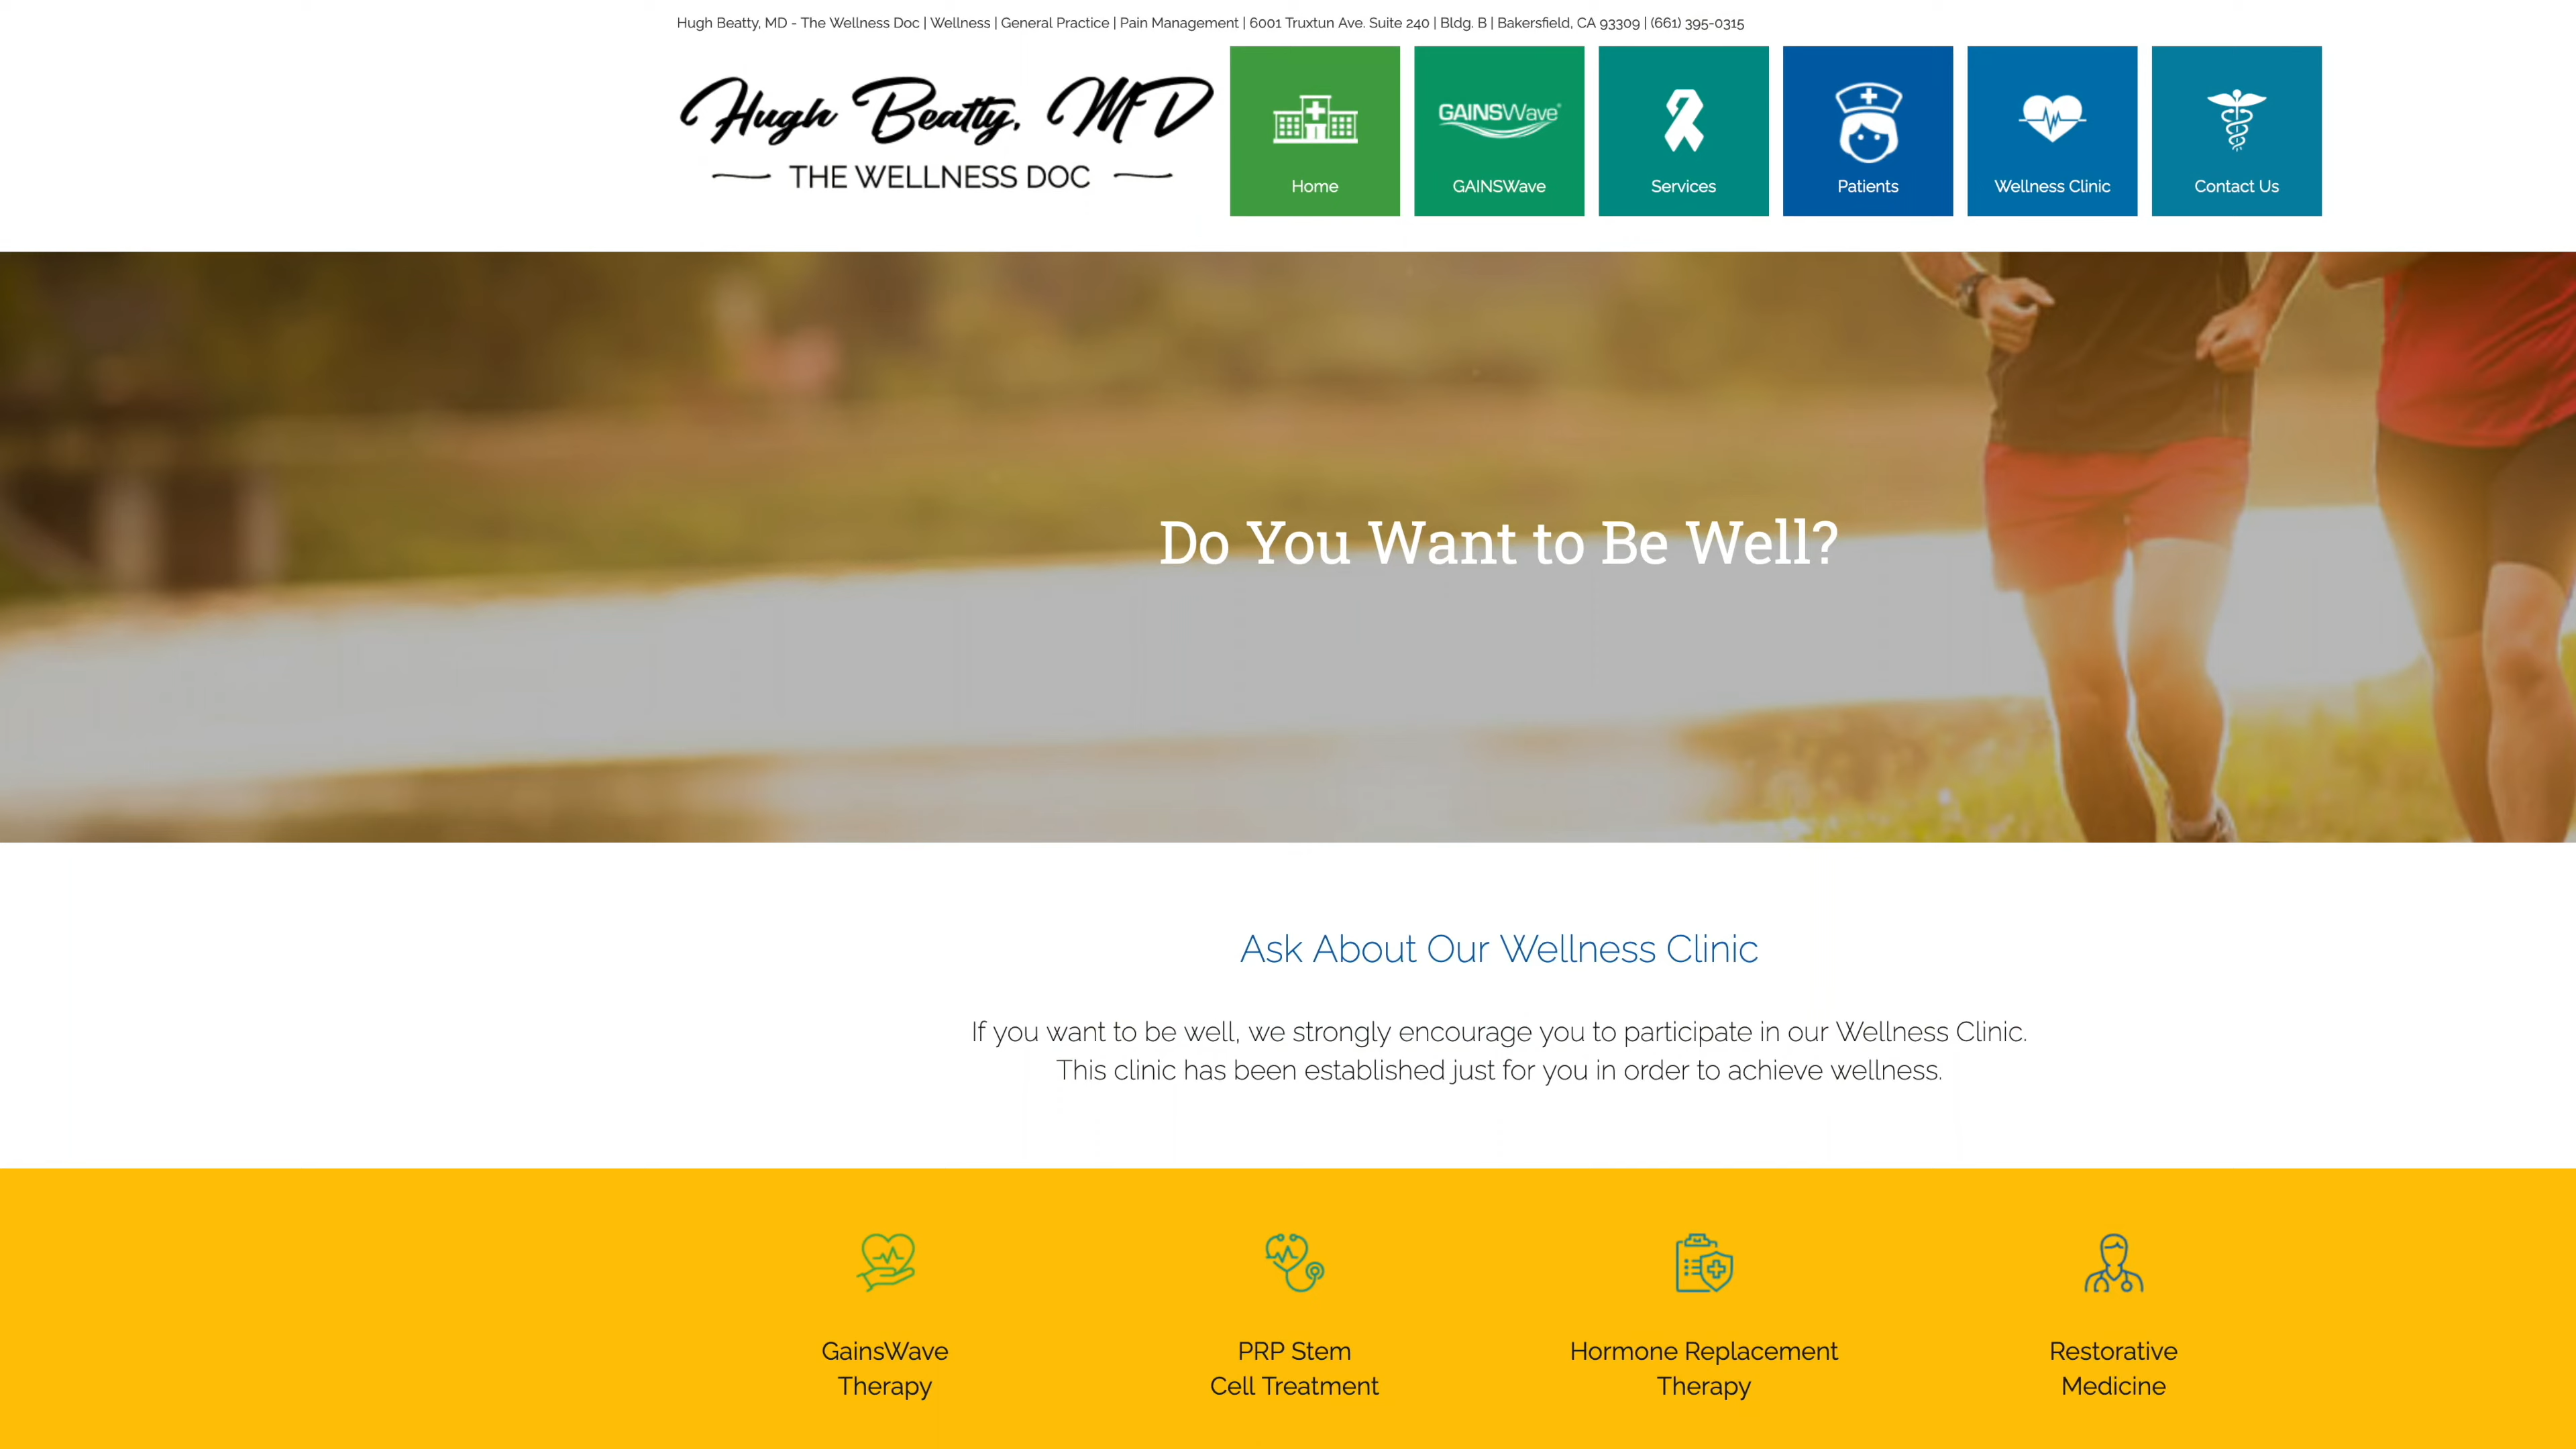 Hugh Beatty, MD - The Wellness Doc | Wellness | General Practice | Pain Management | 6001 Truxtun Ave. Suite 240 | Bldg. B | Bakersfield, CA 93309 | (661) 395-0315
Hugh Beatty, MD
THE WELLNESS DOC
GAINSWave®
Home
GAINSWave
Services
Patients
Wellness Clinic
Contact Us
Do You Want to Be Well?
Ask About Our Wellness Clinic
If you want to be well, we strongly encourage you to participate in our Wellness Clinic.
This clinic has been established just for you in order to achieve wellness.
GainsWave
Therapy
PRP Stem
Cell Treatment
Hormone Replacement
Therapy
Restorative
Medicine